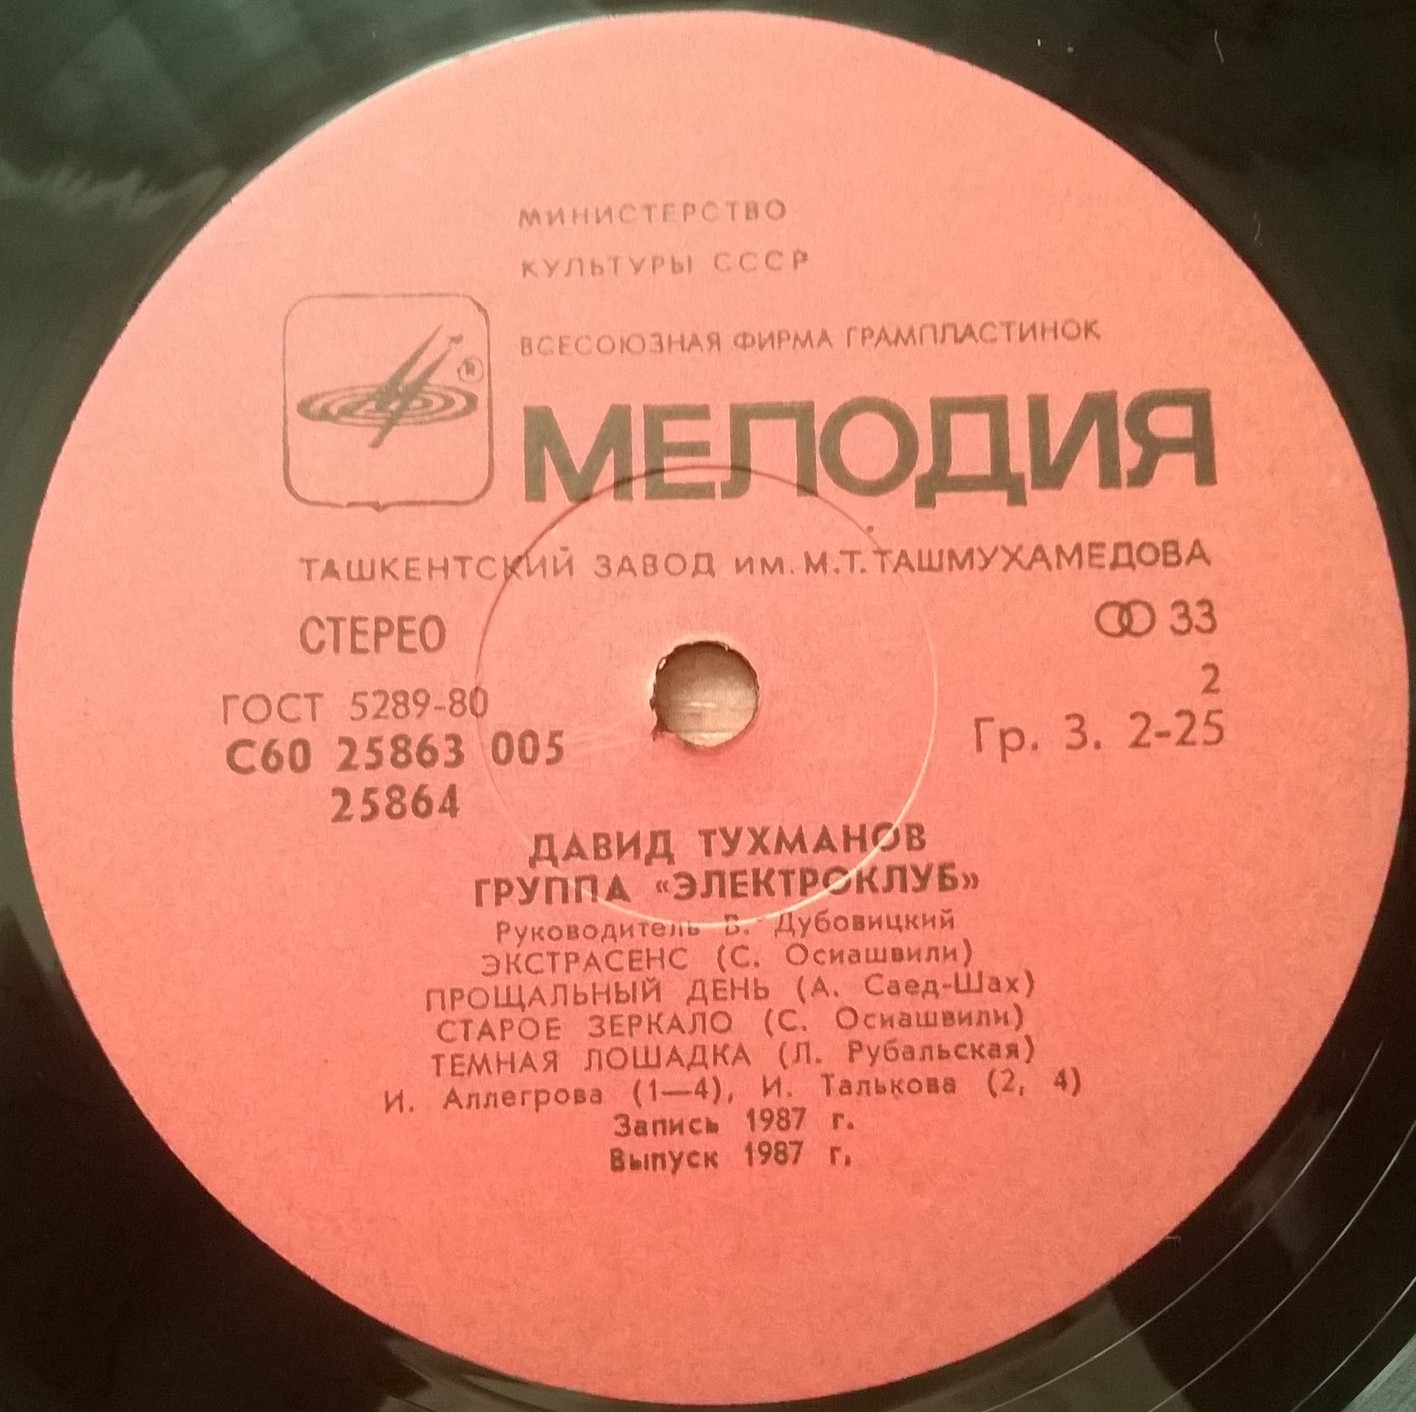 МИНИСТЕРСТВО
КУЛЬТУРЫ СССР
ВСЕСОЮЗНАЯ ФИРМА ГРАМПЛАСТИНОК
МЕЛОДИЯ
ТАШКЕНТСКИЙ ЗАВОД ИМ. М.Т. ТАШМУХАМЕДОВА
СТЕРЕО
33
ГОСТ 5289-80
2
С60 25863 005
Гр. 3. 2-25
25864
ДАВИД ТУХМАНОВ
ГРУППА «ЭЛЕКТРОКЛУБ»
Руководитель В. Дубовицкий
ЭКСТРАСЕНС (С. Осиашвили)
ПРОЩАЛЬНЫЙ ДЕНЬ (А. Саед-Шах)
СТАРОЕ ЗЕРКАЛО (С. Осиашвили)
ТЕМНАЯ ЛОШАДКА (Л. Рубальская)
И. Аллегрова (1—4), И. Талькова (2, 4)
Запись 1987 г.
Выпуск 1987 г.